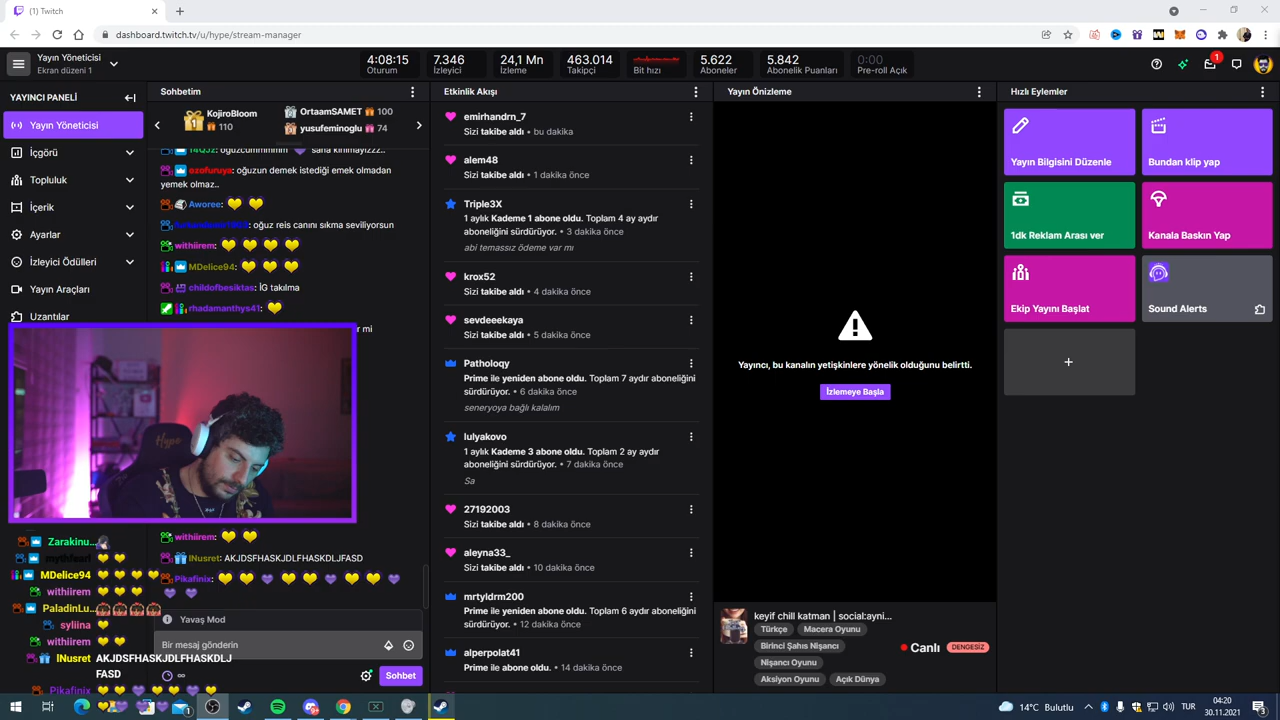 (1) Twitch
dashboard.twitch.tv/u/hype/stream-manager
Yayın Yöneticisi
Ekran düzeni 1
4:08:15
Oturum
7.346
İzleyici
24,1 Mn
İzleme
463.014
Takipçi
Bit hızı
5.622
Aboneler
5.842
Abonelik Puanları
0:00
Pre-roll Açık
1
YAYINCI PANELİ
Yayın Yöneticisi
İçgörü
Topluluk
İçerik
Ayarlar
İzleyici Ödülleri
Yayın Araçları
Uzantılar
Sohbetim
KojiroBloom
110
1
OrtaamSAMET 100
yusufeminoglu 74
oxofuruya: oğuzun demek istediği emek olmadan
yemek olmaz..
Aworee:
oğuz reis canını sıkma seviliyorsun
withiirem:
MDelice94:
childofbesiktas: İG takılma
rhadamanthys41:
mi
Hype
withiirem:
INusret: AKJDSFHASKJDLFHASKDLJFASD
Pikafinix:
Yavaş Mod
Bir mesaj gönderin
Sohbet
Zarakinu...
MDelice94
withiirem
PaladinLu...
syliina
withiirem
INusret AKJDSFHASKJDLFHASKDLJ
FASD
Pikafinix
Etkinlik Akışı
emirhandrn_7
Sizi takibe aldı • bu dakika
alem48
Sizi takibe aldı • 1 dakika önce
Triple3X
1 aylık Kademe 1 abone oldu. Toplam 4 ay aydır
aboneliğini sürdürüyor. • 3 dakika önce
abi temassız ödeme var mı
krox52
Sizi takibe aldı • 4 dakika önce
sevdeeekaya
Sizi takibe aldı • 5 dakika önce
Patholoqy
Prime ile yeniden abone oldu. Toplam 7 aydır aboneliğini
sürdürüyor. • 6 dakika önce
seneryoya bağlı kalalım
lulyakovo
1 aylık Kademe 3 abone oldu. Toplam 2 ay aydır
aboneliğini sürdürüyor. • 7 dakika önce
Sa
27192003
Sizi takibe aldı • 8 dakika önce
aleyna33_
Sizi takibe aldı • 10 dakika önce
mrtyldrm200
Prime ile yeniden abone oldu. Toplam 6 aydır aboneliğini
sürdürüyor. • 12 dakika önce
alperpolat41
Prime ile abone oldu. • 14 dakika önce
Yayın Önizleme
Yayıncı, bu kanalın yetişkinlere yönelik olduğunu belirtti.
İzlemeye Başla
keyif chill katman | social:ayni...
Türkçe
Macera Oyunu
Birinci Şahıs Nişancı
Nişancı Oyunu
Aksiyon Oyunu
Açık Dünya
Canlı
DENGESİZ
Hızlı Eylemler
Yayın Bilgisini Düzenle
Bundan klip yap
1dk Reklam Arası ver
Kanala Baskın Yap
Ekip Yayını Başlat
Sound Alerts
14°C Bulutlu
TUR
04:20
30.11.2021
3